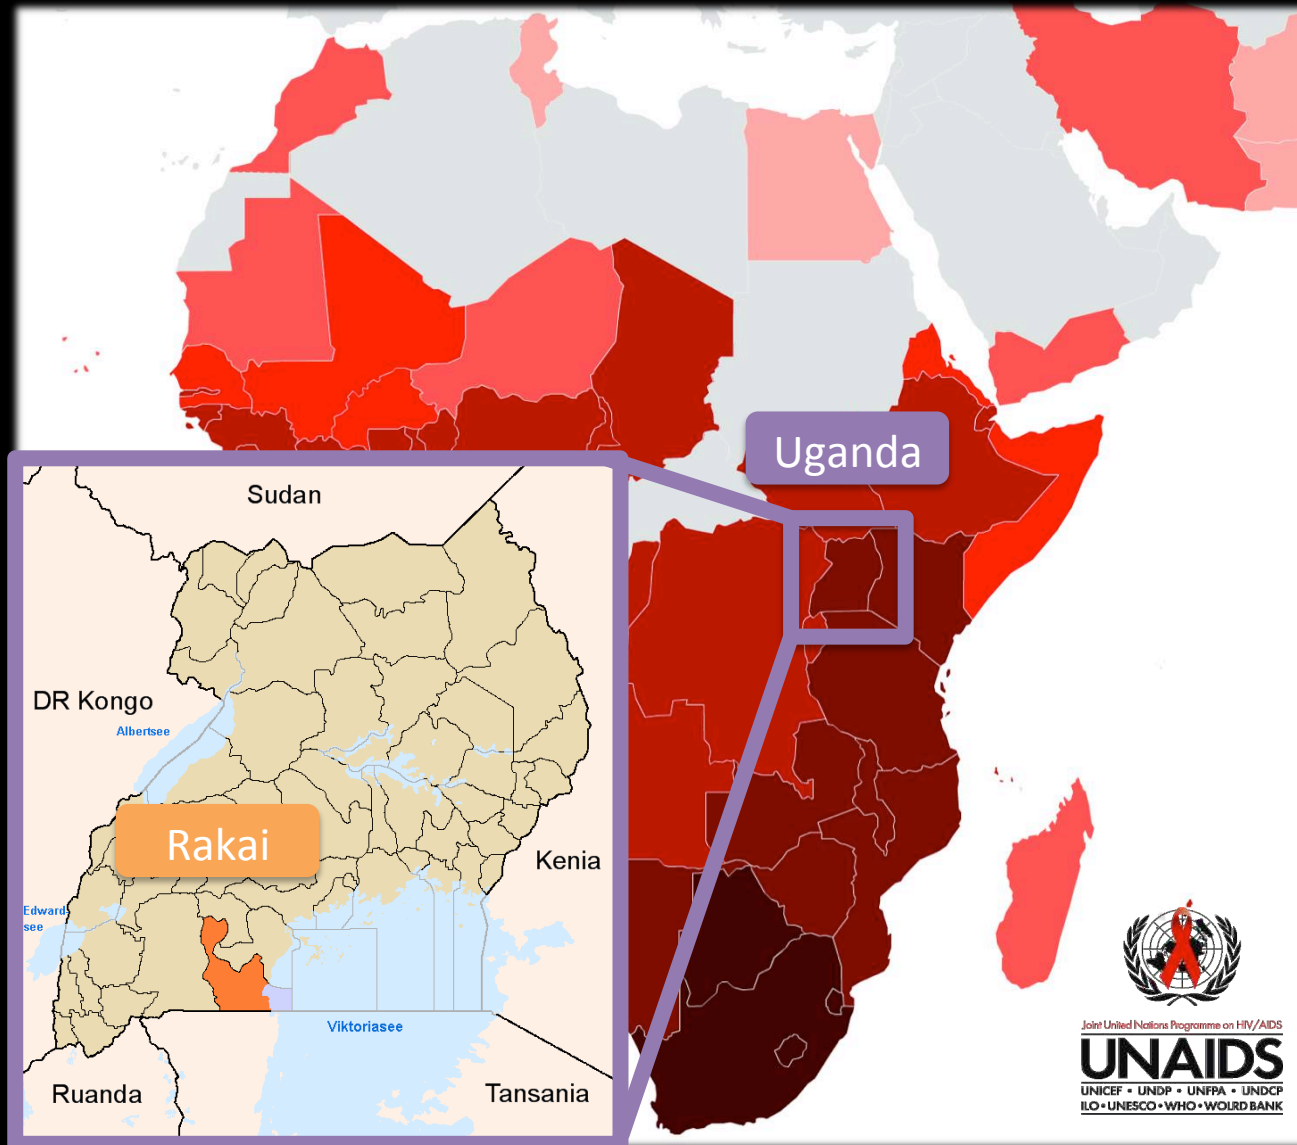 Uganda
Sudan
DR Kongo
Albertsee
Rakai
Kenia
Edward-
see
Viktoriasee
Ruanda
Tansania
Joint United Nations Programme on HIV/AIDS
UNAIDS
UNICEF • UNDP • UNFPA • UNDCP
ILO • UNESCO • WHO • WOLRD BANK